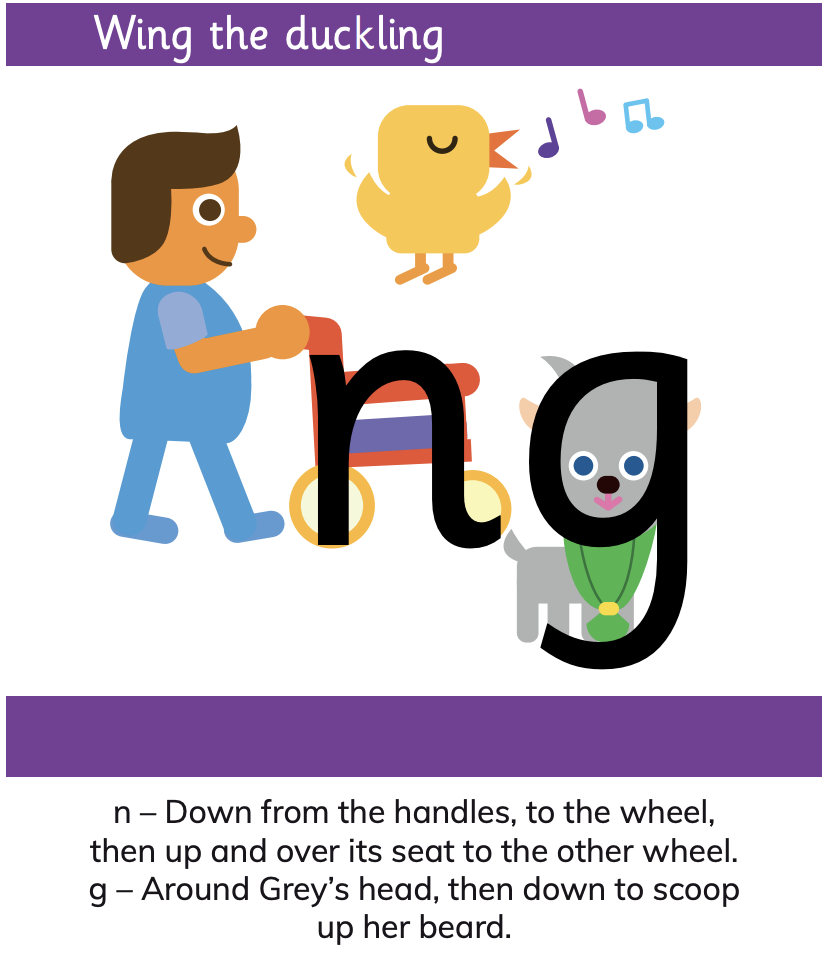 Wing the duckling
ng
n – Down from the handles, to the wheel,
then up and over its seat to the other wheel.
g – Around Grey’s head, then down to scoop
up her beard.